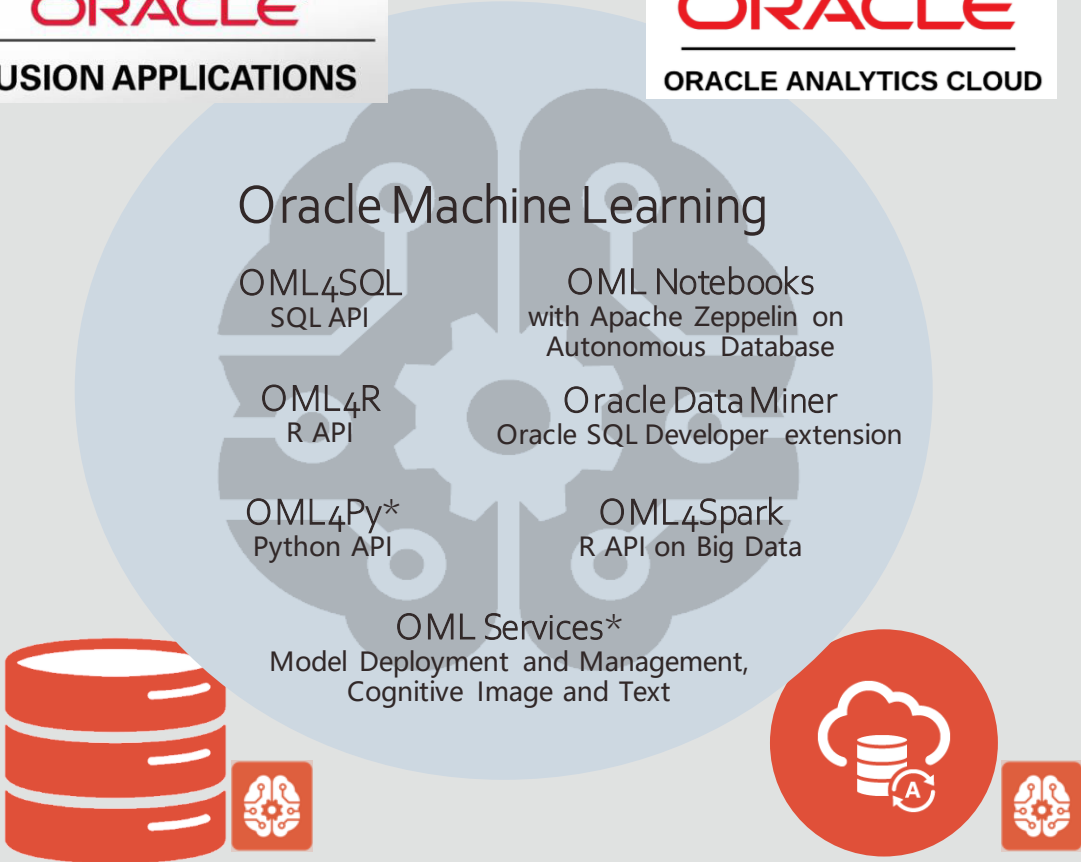 ORACLE
USION APPLICATIONS
ORACLE
ORACLE ANALYTICS CLOUD
Oracle Machine Learning
OML4SQL
SQL API
OML Notebooks
with Apache Zeppelin on
Autonomous Database
OML4R
R API
Oracle Data Miner
Oracle SQL Developer extension
OML4Py*
Python API
OML4Spark
R API on Big Data
OML Services*
Model Deployment and Management,
Cognitive Image and Text
A